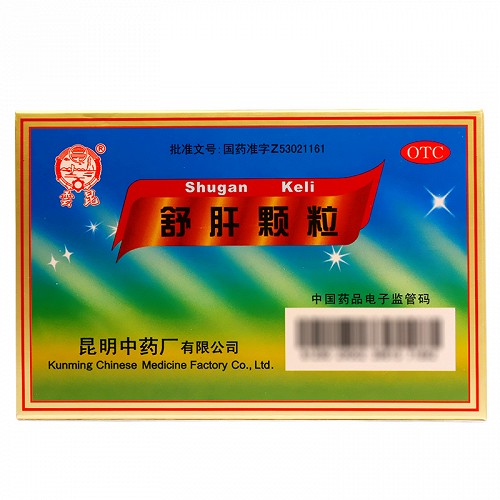 批准文号:国药准字Z53021161
OTC
®
Shugan Keli
舒肝颗粒
中国药品电子监管码
昆明中药厂有限公司
Kunming Chinese Medicine Factory Co., Ltd.